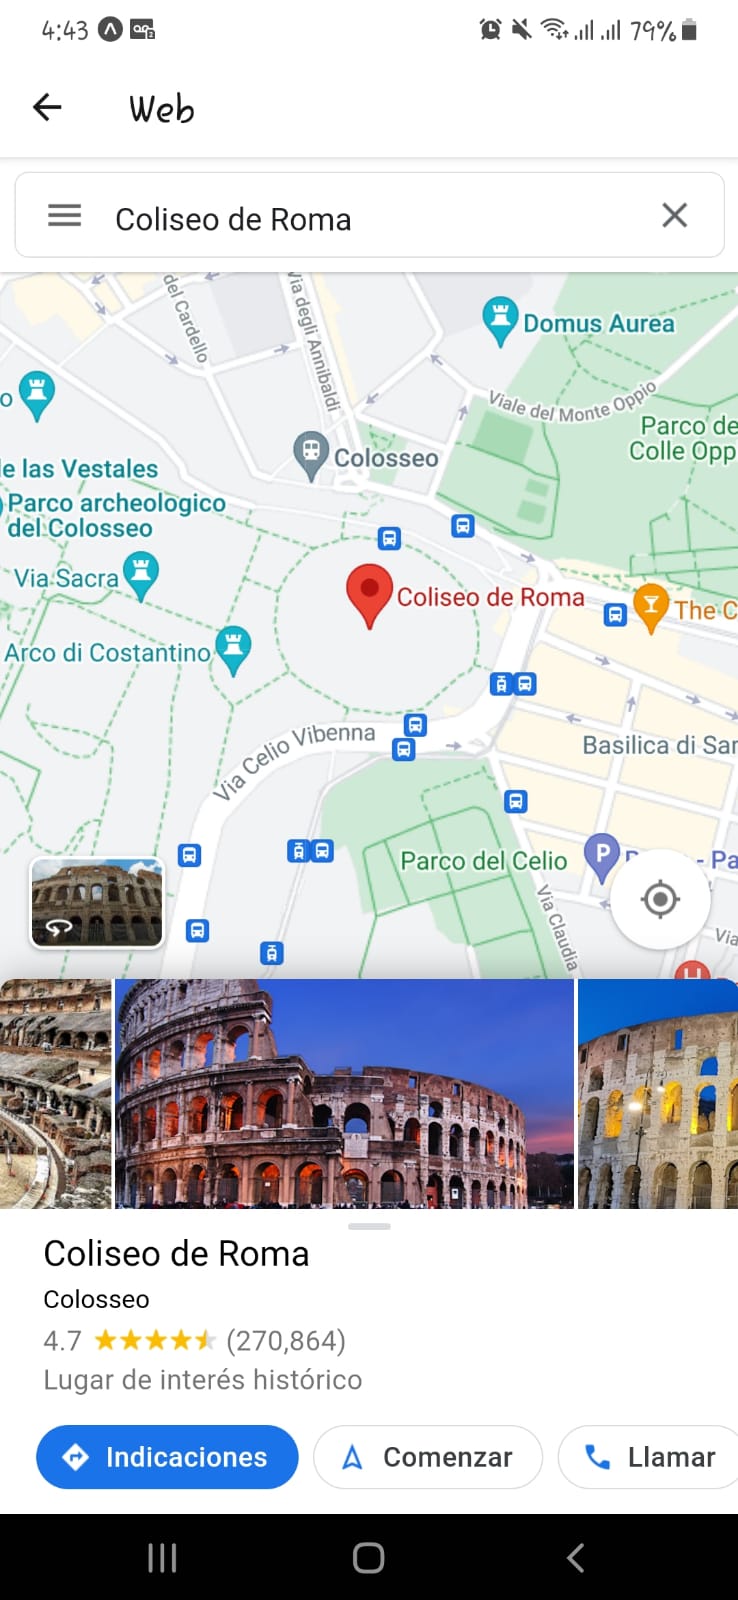 4:43
79%
Web
Coliseo de Roma
del Cardello
Via degli Annibaldi
Domus Aurea
Viale del Monte Oppio
Colosseo
Parco de
Colle Opp
o
le las Vestales
Parco archeologico
del Colosseo
Via Sacra
Coliseo de Roma
The C
Arco di Costantino
Via Celio Vibenna
Basilica di Sar
Parco del Celio
P
- Pa
Via Claudia
Via
H
Coliseo de Roma
Colosseo
4.7 (270,864)
Lugar de interés histórico
Indicaciones
Comenzar
Llamar